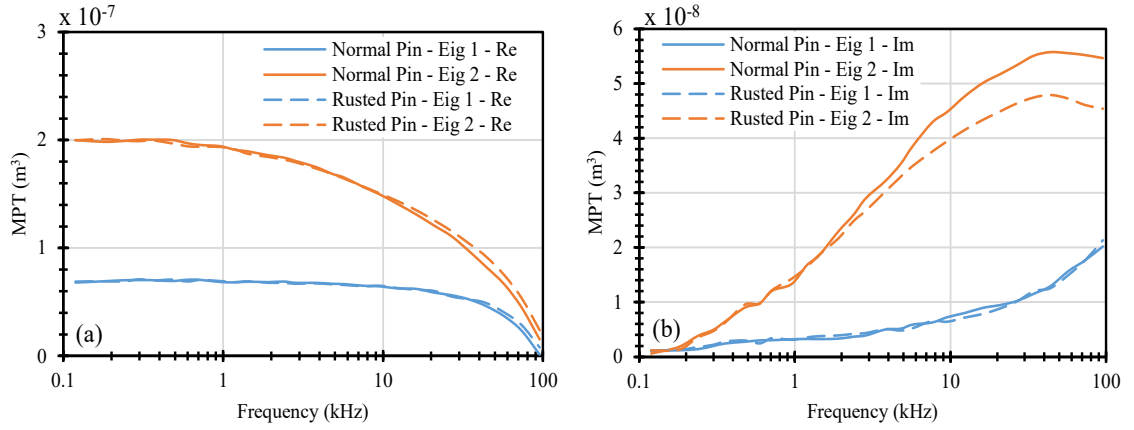 x 10-7
3
2
1
0
MPT (m³)
Normal Pin - Eig 1 - Re
Normal Pin - Eig 2 - Re
Rusted Pin - Eig 1 - Re
Rusted Pin - Eig 2 - Re
(a)
0.1 1 10 100
Frequency (kHz)
x 10-8
6
5
4
3
2
1
0
MPT (m³)
Normal Pin - Eig 1 - Im
Normal Pin - Eig 2 - Im
Rusted Pin - Eig 1 - Im
Rusted Pin - Eig 2 - Im
(b)
0.1 1 10 100
Frequency (kHz)